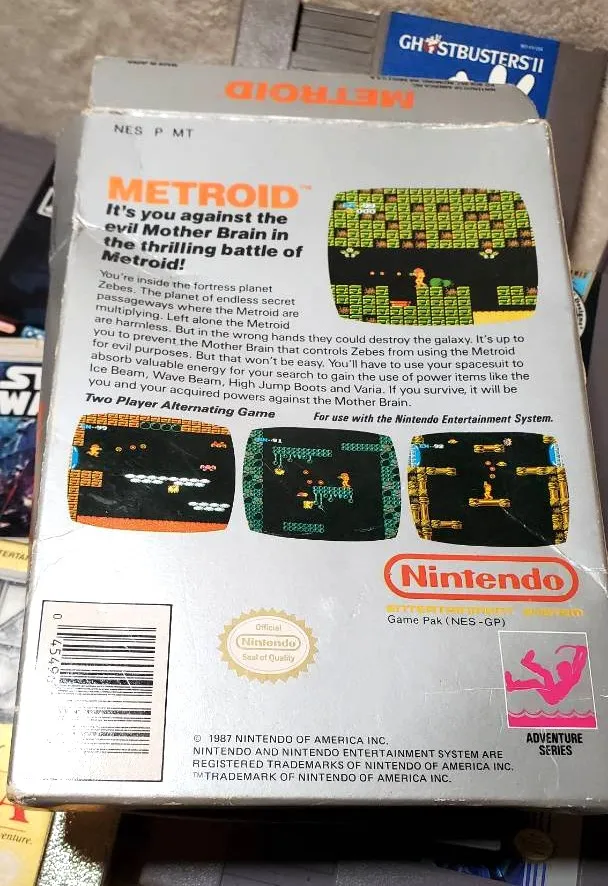 GHOSTBUSTERS II
METROID
NES P MT
METROID™
It's you against the
evil Mother Brain in
the thrilling battle of
Metroid!
You're inside the fortress planet
Zebes. The planet of endless secret
passageways where the Metroid are
multiplying. Left alone the Metroid
are harmless. But in the wrong hands they could destroy the galaxy. It's up to
you to prevent the Mother Brain that controls Zebes from using the Metroid
for evil purposes. But that won't be easy. You'll have to use your spacesuit to
absorb valuable energy for your search to gain the use of power items like the
Ice Beam, Wave Beam, High Jump Boots and Varia. If you survive, it will be
you and your acquired powers against the Mother Brain.
Two Player Alternating Game
For use with the Nintendo Entertainment System.
Nintendo
ENTERTAINMENT SYSTEM
Game Pak (NES-GP)
Official
Nintendo
Seal of Quality
0 4549
ADVENTURE
SERIES
© 1987 NINTENDO OF AMERICA INC.
NINTENDO AND NINTENDO ENTERTAINMENT SYSTEM ARE
REGISTERED TRADEMARKS OF NINTENDO OF AMERICA INC.
™TRADEMARK OF NINTENDO OF AMERICA INC.